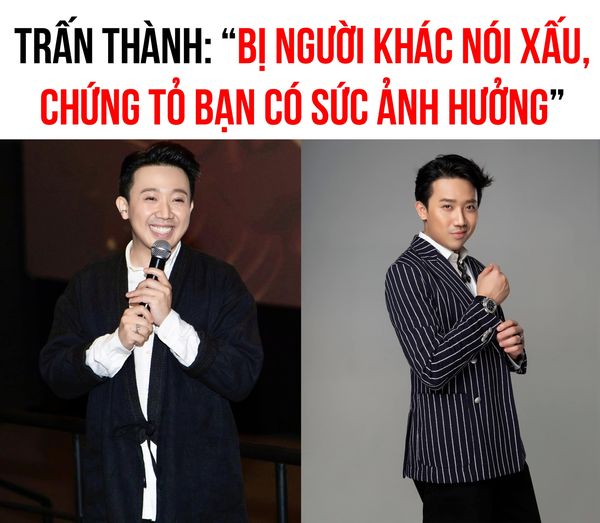 TRẤN THÀNH: “BỊ NGƯỜI KHÁC NÓI XẤU,
CHỨNG TỎ BẠN CÓ SỨC ẢNH HƯỞNG”